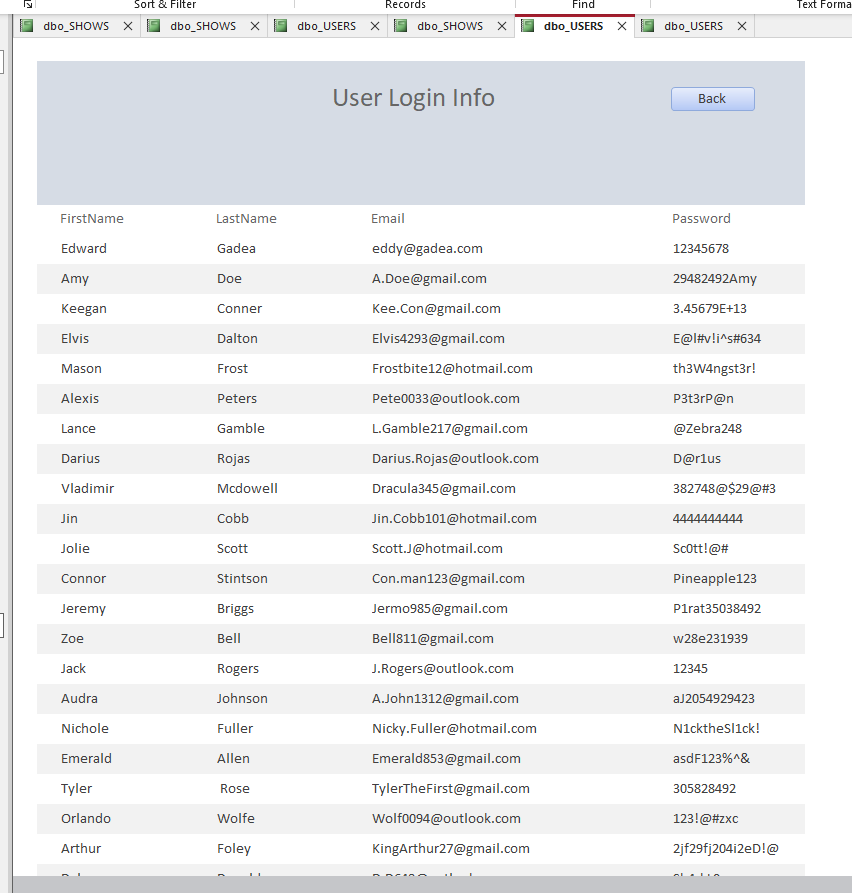 Sort & Filter Records Find Text Forma
dbo_SHOWS dbo_SHOWS dbo_USERS dbo_SHOWS dbo_USERS dbo_USERS
User Login Info Back
FirstName LastName Email Password
Edward Gadea eddy@gadea.com 12345678
Amy Doe A.Doe@gmail.com 29482492Amy
Keegan Conner Kee.Con@gmail.com 3.45679E+13
Elvis Dalton Elvis4293@gmail.com E@l#v!i^s#634
Mason Frost Frostbite12@hotmail.com th3W4ngst3r!
Alexis Peters Pete0033@outlook.com P3t3rP@n
Lance Gamble L.Gamble217@gmail.com @Zebra248
Darius Rojas Darius.Rojas@outlook.com D@r1us
Vladimir Mcdowell Dracula345@gmail.com 382748@$29@#3
Jin Cobb Jin.Cobb101@hotmail.com 4444444444
Jolie Scott Scott.J@hotmail.com Sc0tt!@#
Connor Stintson Con.man123@gmail.com Pineapple123
Jeremy Briggs Jermo985@gmail.com P1rat35038492
Zoe Bell Bell811@gmail.com w28e231939
Jack Rogers J.Rogers@outlook.com 12345
Audra Johnson A.John1312@gmail.com aJ2054929423
Nichole Fuller Nicky.Fuller@hotmail.com N1cktheSl1ck!
Emerald Allen Emerald853@gmail.com asdF123%^&
Tyler Rose TylerTheFirst@gmail.com 305828492
Orlando Wolfe Wolf0094@outlook.com 123!@#zxc
Arthur Foley KingArthur27@gmail.com 2jf29fj204i2eD!@